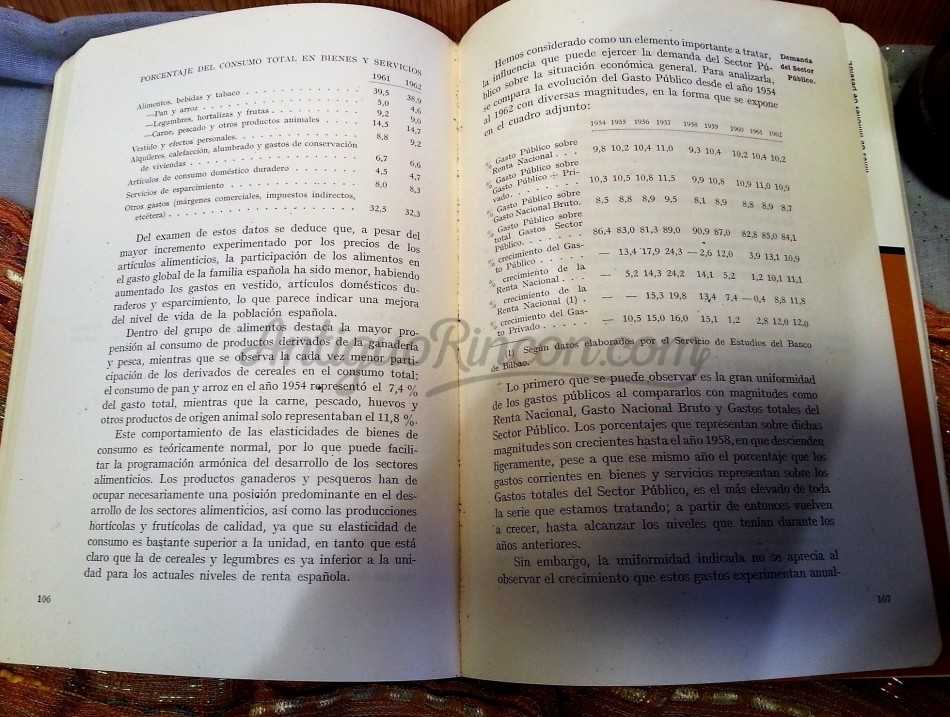 PORCENTAJE DEL CONSUMO TOTAL EN BIENES Y SERVICIOS
1961 1962
Alimentos, bebidas y tabaco . . . . . . . . . . . . 39,5 38,9
—Pan y arroz . . . . . . . . . . . . . . . 5,0 4,6
—Legumbres, hortalizas y frutas . . . . . . . . . 9,2 9,6
—Carne, pescado y otros productos animales . . . . 14,5 14,7
Vestido y efectos personales. . . . . . . . . . . . 8,8 9,2
Alquileres, calefacción, alumbrado y gastos de conservación
de viviendas . . . . . . . . . . . . . . . . 6,7 6,6
Artículos de consumo doméstico duradero . . . . . . . 4,5 4,7
Servicios de esparcimiento . . . . . . . . . . . . 8,0 8,3
Otros gastos (márgenes comerciales, impuestos indirectos,
etcétera) . . . . . . . . . . . . . . . . . 32,5 32,3
Del examen de estos datos se deduce que, a pesar del
mayor incremento experimentado por los precios de los
artículos alimenticios, la participación de los alimentos en
el gasto global de la familia española ha sido menor, habiendo
aumentado los gastos en vestido, artículos domésticos du-
raderos y esparcimiento, lo que parece indicar una mejora
del nivel de vida de la población española.
Dentro del grupo de alimentos destaca la mayor pro-
pensión al consumo de productos derivados de la ganadería
y pesca, mientras que se observa la cada vez menor parti-
cipación de los derivados de cereales en el consumo total;
el consumo de pan y arroz en el año 1954 representó el 7,4 %
del gasto total, mientras que la carne, pescado, huevos y
otros productos de origen animal solo representaban el 11,8 %.
Este comportamiento de las elasticidades de bienes de
consumo es teóricamente normal, por lo que puede facili-
tar la programación armónica del desarrollo de los sectores
alimenticios. Los productos ganaderos y pesqueros han de
ocupar necesariamente una posición predominante en el des-
arrollo de los sectores alimenticios, así como las producciones
hortícolas y frutícolas de calidad, ya que su elasticidad de
consumo es bastante superior a la unidad, en tanto que está
claro que la de cereales y legumbres es ya inferior a la uni-
dad para los actuales niveles de renta española.
106
Hemos considerado como un elemento importante a tratar,
la influencia que puede ejercer la demanda del Sector Pú-
blico sobre la situación económica general. Para analizarla,
se compara la evolución del Gasto Público desde el año 1954
al 1962 con diversas magnitudes, en la forma que se expone
en el cuadro adjunto:
Demanda
del Sector
Público.
1954 1955 1956 1957 1958 1959 1960 1961 1962
% Gasto Público sobre
Renta Nacional . . . 9,8 10,2 10,4 11,0 9,3 10,4 10,2 10,4 10,2
% Gasto Público sobre
Gasto Público + Pri-
vado. . . . . . . . 10,3 10,5 10,8 11,5 9,9 10,8 10,9 11,0 10,9
% Gasto Público sobre
Gasto Nacional Bruto. 8,5 8,8 8,9 9,5 8,1 8,9 8,8 8,9 8,7
% Gasto Público sobre
total Gastos Sector
Público. . . . . . . 86,4 83,0 81,3 89,0 90,9 87,0 82,8 85,0 84,1
% crecimiento del Gas-
to Público . . . . . — 13,4 17,9 24,3 — 2,6 12,0 3,9 13,1 10,9
% crecimiento de la
Renta Nacional. . . . — 5,2 14,3 24,2 14,1 5,2 1,2 10,1 11,1
% crecimiento de la
Renta Nacional (1) . — — 15,3 19,8 13,4 7,4 — 0,4 8,8 11,8
% crecimiento del Gas-
to Privado . . . . . — 10,5 15,0 16,0 15,1 1,2 2,8 12,0 12,0
(1) Según datos elaborados por el Servicio de Estudios del Banco
de Bilbao.
Lo primero que se puede observar es la gran uniformidad
de los gastos públicos al compararlos con magnitudes como
Renta Nacional, Gasto Nacional Bruto y Gastos totales del
Sector Público. Los porcentajes que representan sobre dichas
magnitudes son crecientes hasta el año 1958, en que descienden
ligeramente, pese a que ese mismo año el porcentaje que los
gastos corrientes en bienes y servicios representan sobre los
Gastos totales del Sector Público, es el más elevado de toda
la serie que estamos tratando; a partir de entonces vuelven
a crecer, hasta alcanzar los niveles que tenían durante los
años anteriores.
Sin embargo, la uniformidad indicada no se aprecia al
observar el crecimiento que estos gastos experimentan anual-
107
AntiguoRincon.com